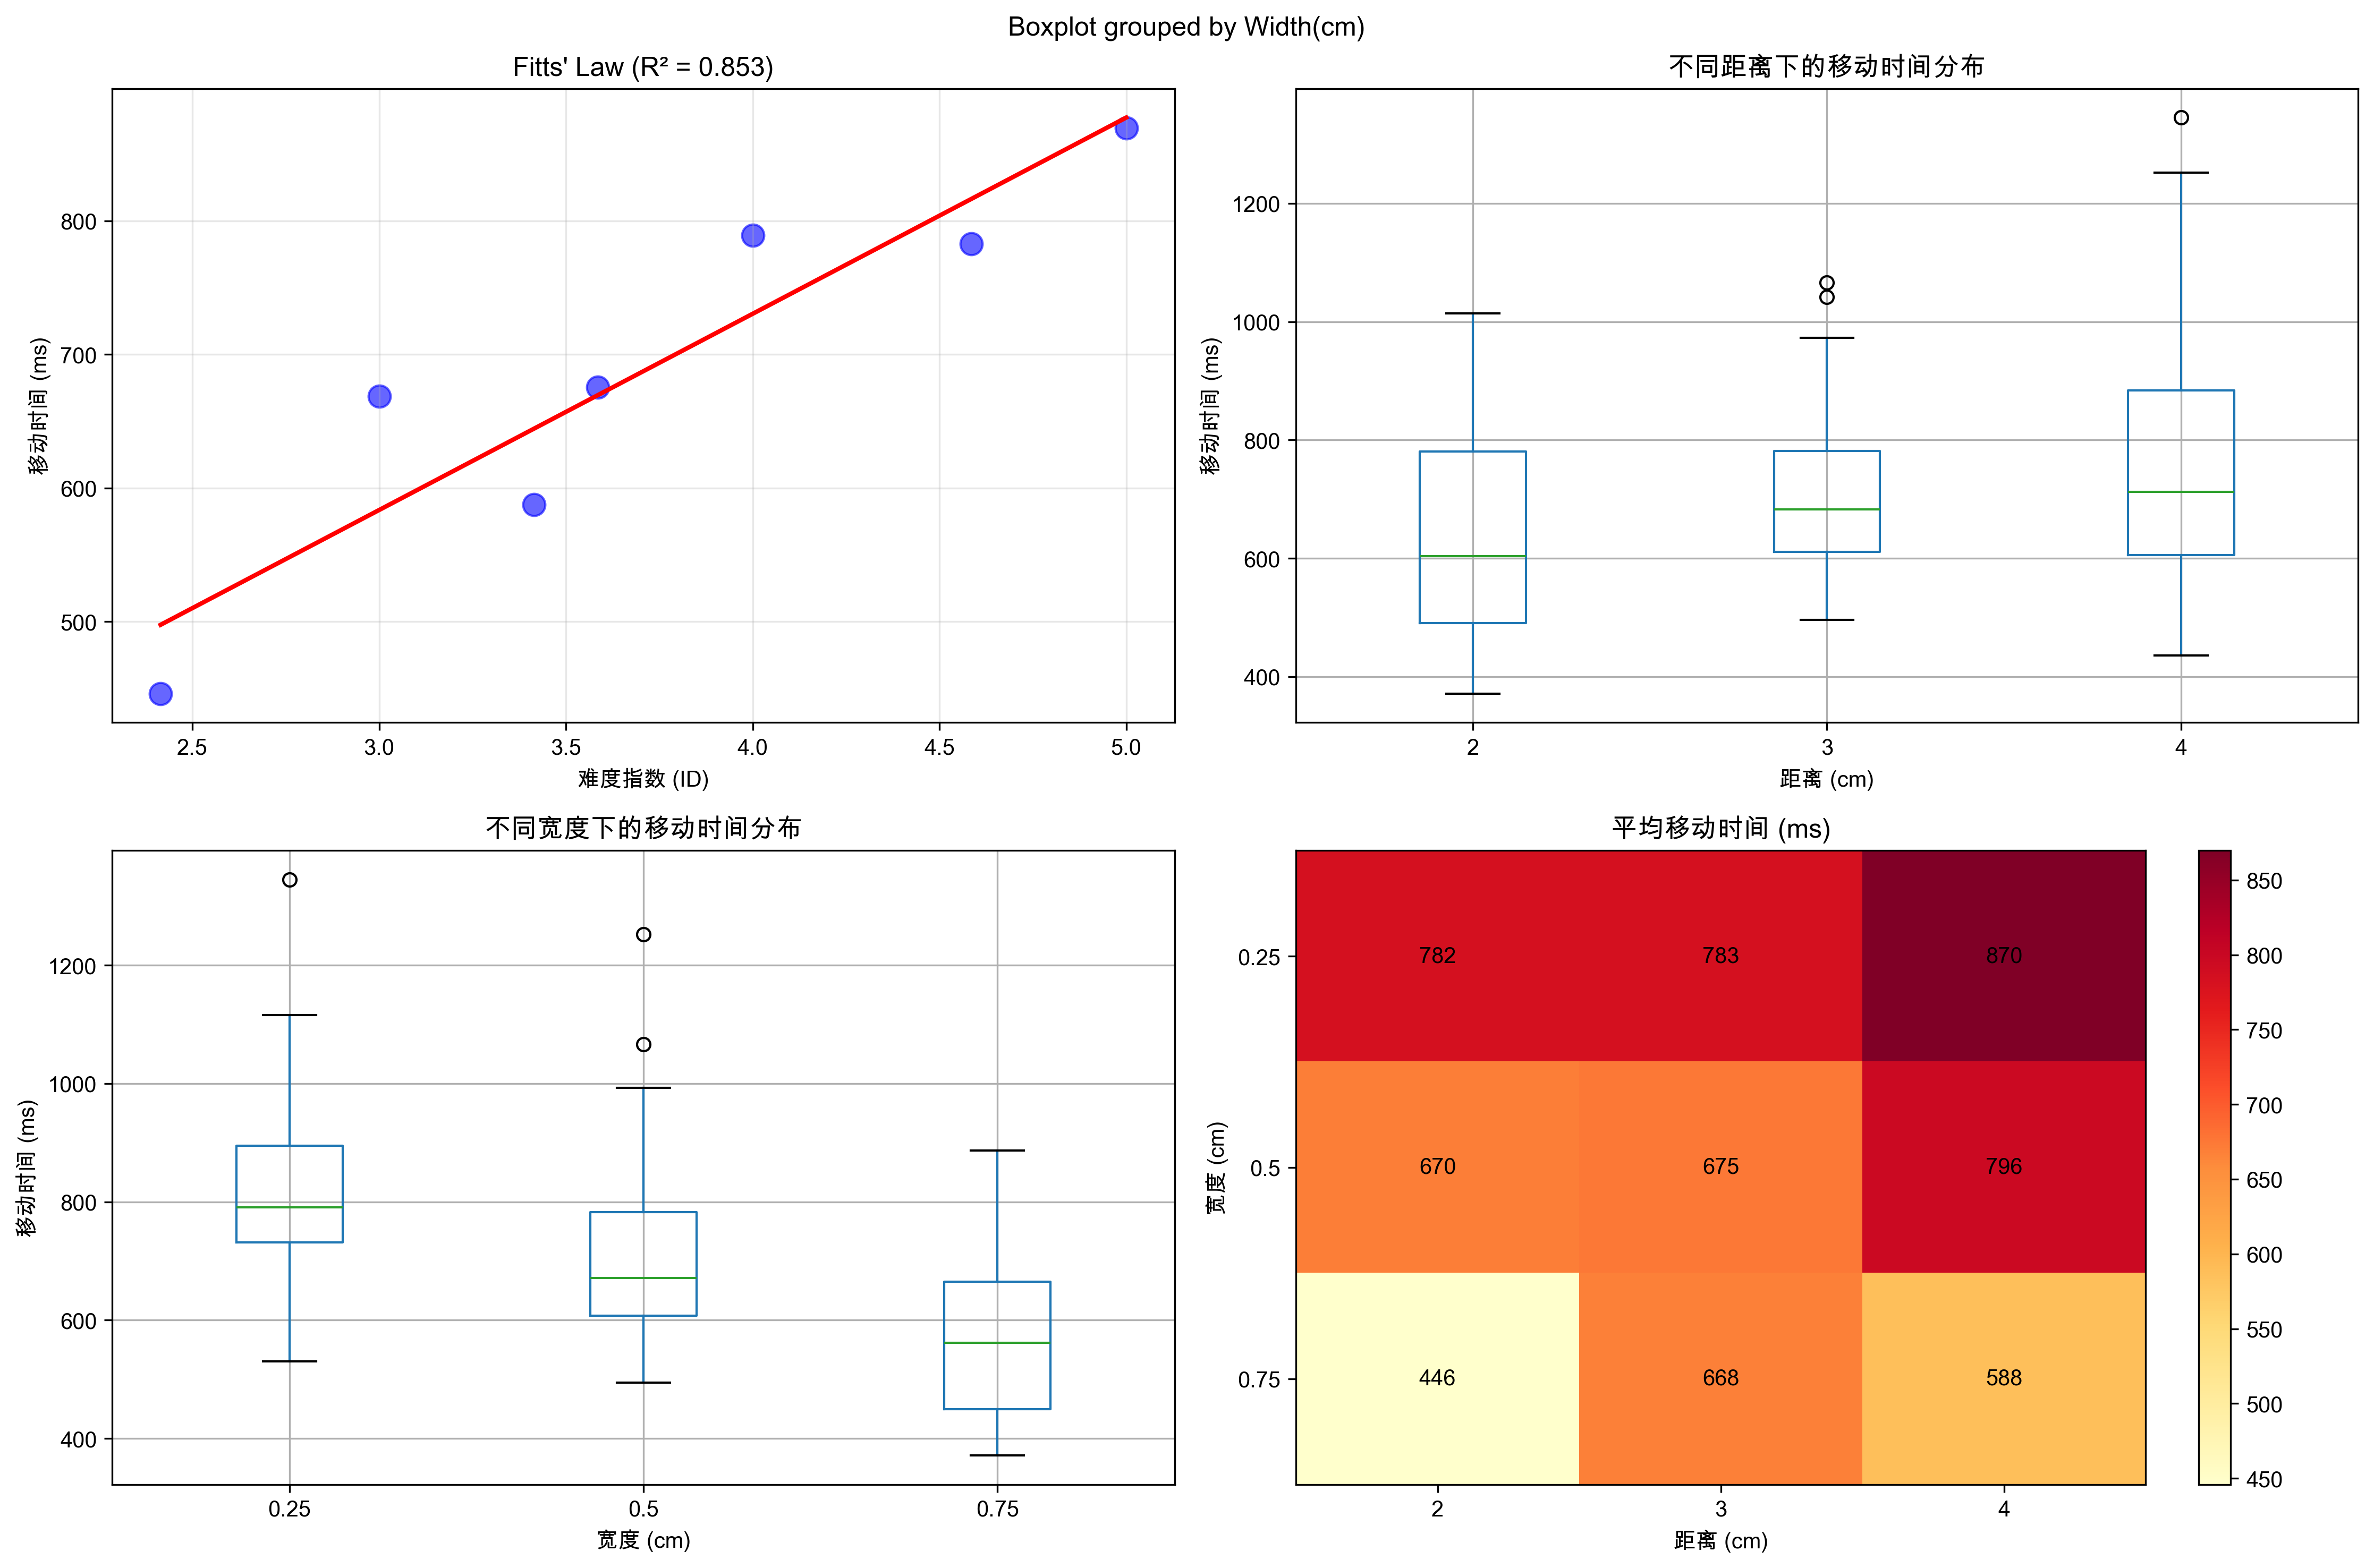 Boxplot grouped by Width(cm)
Fitts' Law (R² = 0.853)
移动时间 (ms)
800
700
600
500
2.5 3.0 3.5 4.0 4.5 5.0
难度指数 (ID)
不同距离下的移动时间分布
移动时间 (ms)
1200
1000
800
600
400
2 3 4
距离 (cm)
不同宽度下的移动时间分布
移动时间 (ms)
1200
1000
800
600
400
0.25 0.5 0.75
宽度 (cm)
平均移动时间 (ms)
宽度 (cm)
0.25 782 783 870
0.5 670 675 796
0.75 446 668 588
2 3 4
距离 (cm)
850
800
750
700
650
600
550
500
450